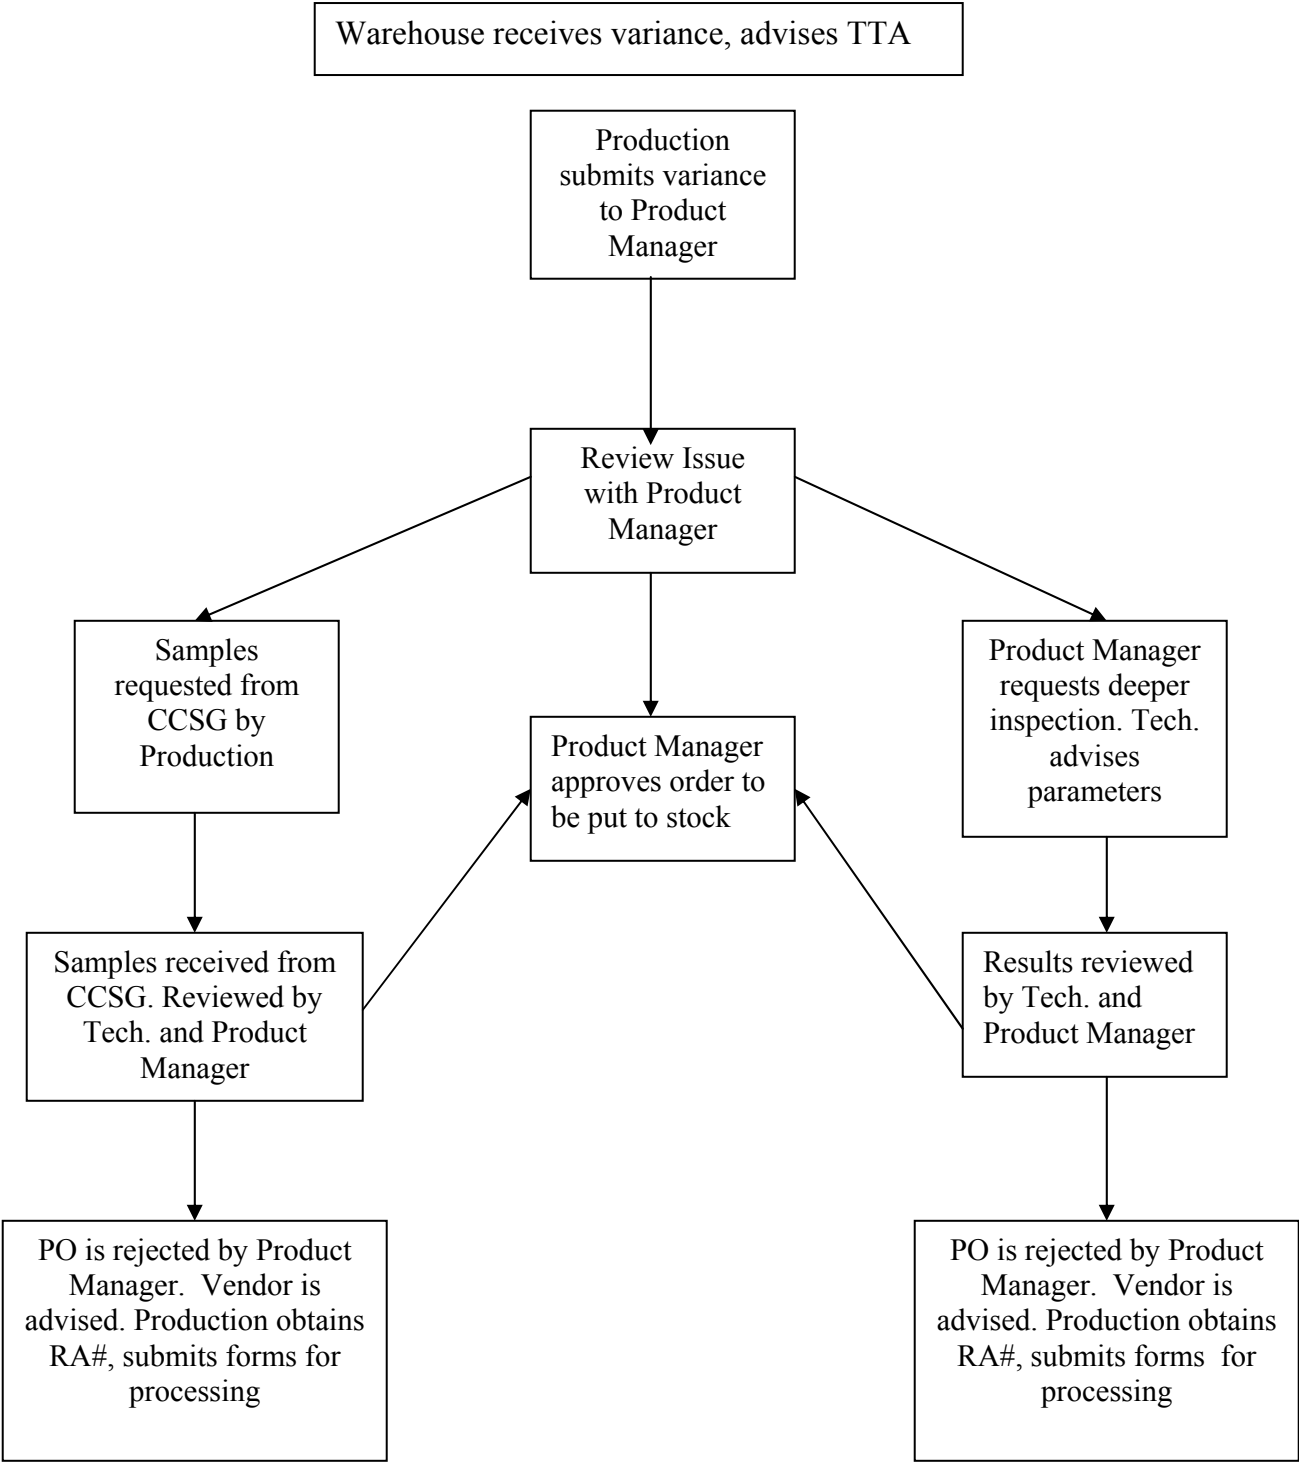 Warehouse receives variance, advises TTA
Production
submits variance
to Product
Manager
Review Issue
with Product
Manager
Samples
requested from
CCSG by
Production
Product Manager
approves order to
be put to stock
Product Manager
requests deeper
inspection. Tech.
advises
parameters
Samples received from
CCSG. Reviewed by
Tech. and Product
Manager
Results reviewed
by Tech. and
Product Manager
PO is rejected by Product
Manager.  Vendor is
advised. Production obtains
RA#, submits forms for
processing
PO is rejected by Product
Manager.  Vendor is
advised. Production obtains
RA#, submits forms  for
processing